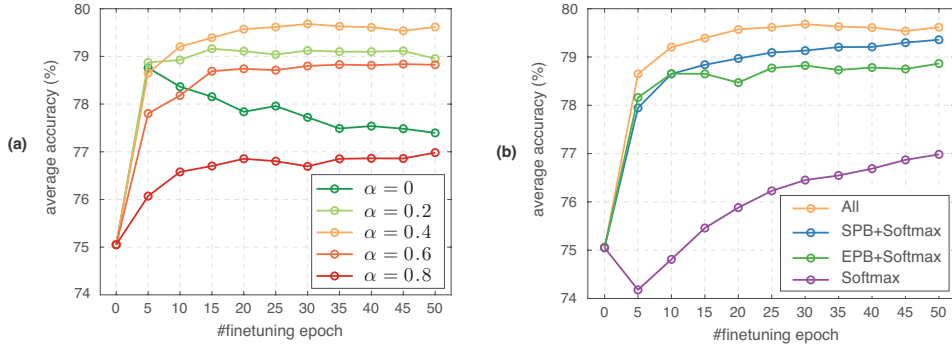 (a)
average accuracy (%)
80
79
78
77
76
75
74
0 5 10 15 20 25 30 35 40 45 50
#finetuning epoch
α = 0
α = 0.2
α = 0.4
α = 0.6
α = 0.8
(b)
average accuracy (%)
80
79
78
77
76
75
74
0 5 10 15 20 25 30 35 40 45 50
#finetuning epoch
All
SPB+Softmax
EPB+Softmax
Softmax